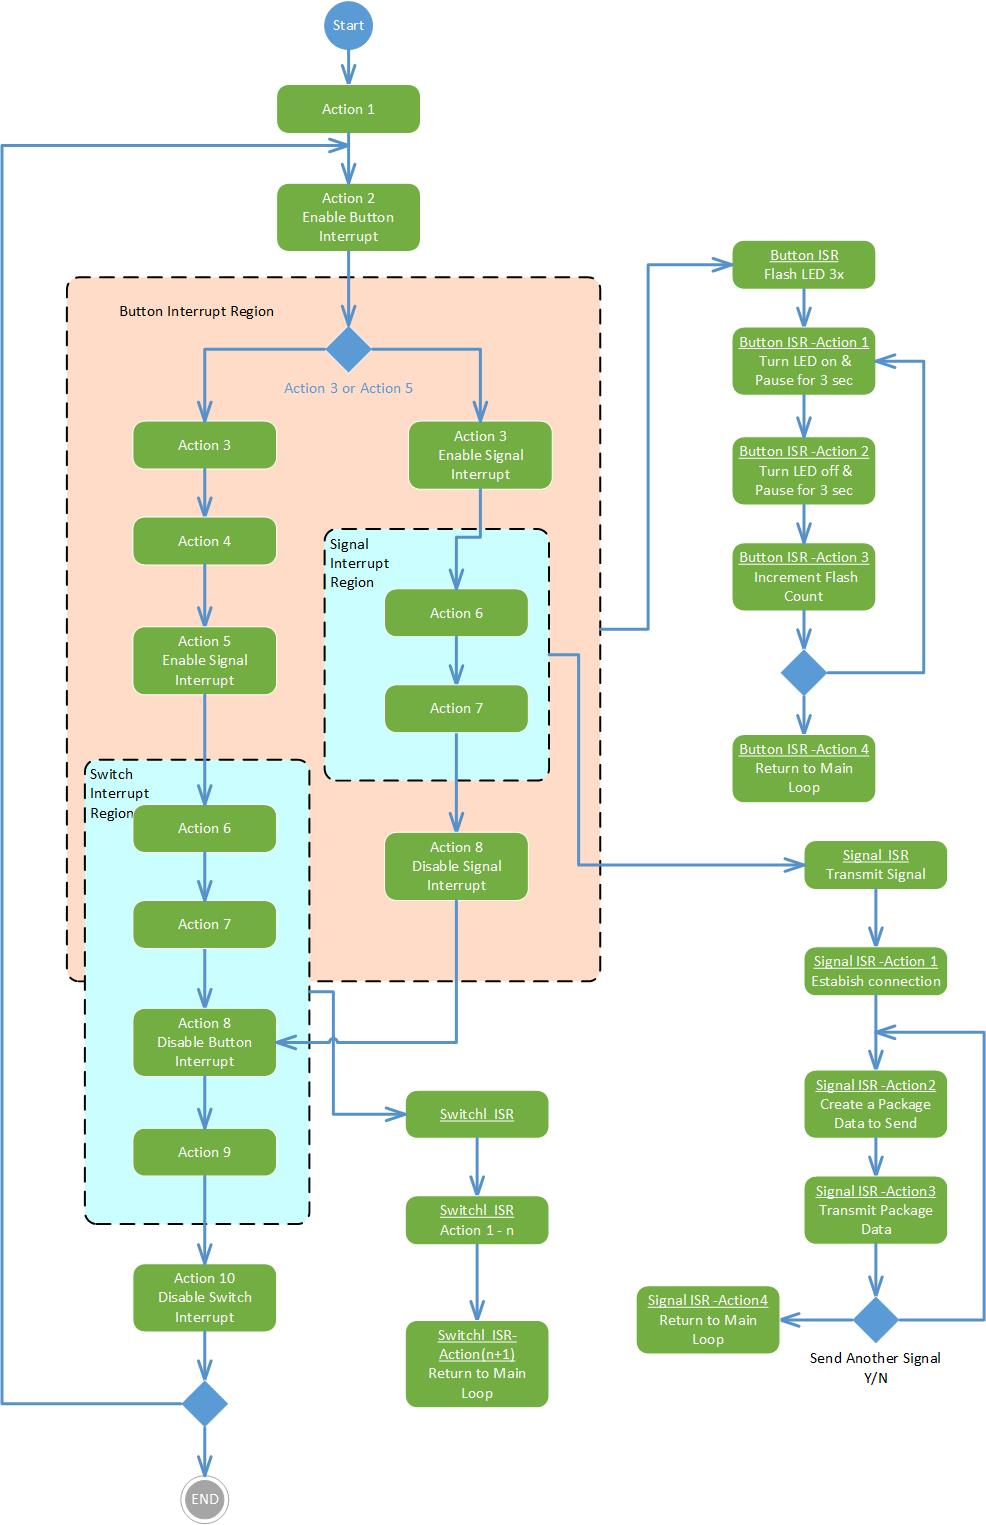 Start
Action 1
Action 2
Enable Button
Interrupt
Button Interrupt Region
Action 3 or Action 5
Action 3
Action 4
Action 5
Enable Signal
Interrupt
Switch
Interrupt
Region
Action 6
Action 7
Action 8
Disable Button
Interrupt
Action 9
Action 10
Disable Switch
Interrupt
END
Action 3
Enable Signal
Interrupt
Signal
Interrupt
Region
Action 6
Action 7
Action 8
Disable Signal
Interrupt
Switchl ISR
Switchl ISR
Action 1 - n
Switchl ISR-
Action(n+1)
Return to Main
Loop
Button ISR
Flash LED 3x
Button ISR -Action 1
Turn LED on &
Pause for 3 sec
Button ISR -Action 2
Turn LED off &
Pause for 3 sec
Button ISR -Action 3
Increment Flash
Count
Button ISR -Action 4
Return to Main
Loop
Signal ISR
Transmit Signal
Signal ISR -Action 1
Estabish connection
Signal ISR -Action2
Create a Package
Data to Send
Signal ISR -Action3
Transmit Package
Data
Signal ISR -Action4
Return to Main
Loop
Send Another Signal
Y/N